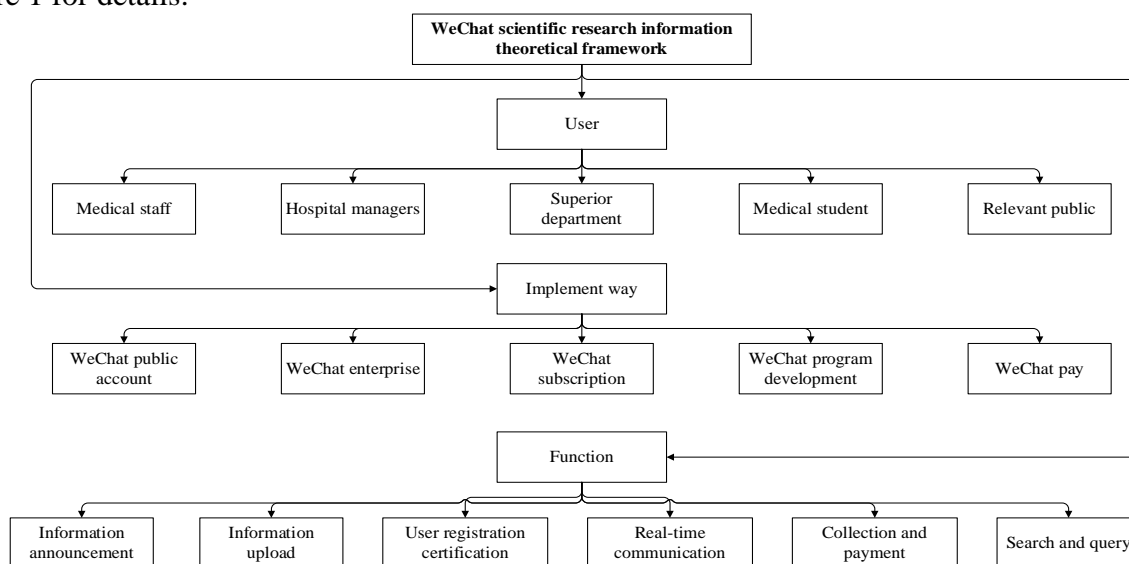 re 1 for details.
WeChat scientific research information
theoretical framework
User
Medical staff
Hospital managers
Superior
department
Medical student
Relevant public
Implement way
WeChat public
account
WeChat enterprise
WeChat
subscription
WeChat program
development
WeChat pay
Function
Information
announcement
Information
upload
User registration
certification
Real-time
communication
Collection and
payment
Search and query